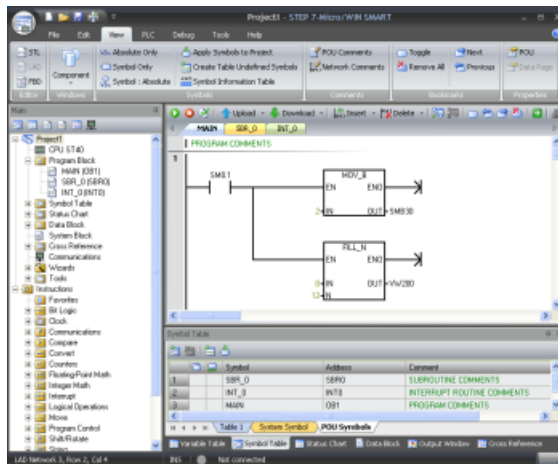 Project1 - STEP 7-Micro/WIN SMART
File Edit View PLC Debug Tools Help
STL
LAD
FBD
Editor
Component
Windows
Absolute Only
Symbol Only
Symbol : Absolute
Apply Symbols to Project
Create Table Undefined Symbols
Symbol Information Table
Symbols
POU Comments
Network Comments
Comments
Toggle
Remove All
Next
Previous
Bookmarks
POU
Data Page
Properties
Main
Project1
CPU ST40
Program Block
MAIN (OB1)
SBR_0 (SBR0)
INT_0 (INT0)
Symbol Table
Status Chart
Data Block
System Block
Cross Reference
Communications
Wizards
Tools
Instructions
Favorites
Bit Logic
Clock
Communications
Compare
Convert
Counters
Floating-Point Math
Integer Math
Interrupt
Logical Operations
Move
Program Control
Shift/Rotate
String
Upload Download Insert Delete
MAIN SBR_0 INT_0
PROGRAM COMMENTS
1
SM0.1
MOV_B
EN ENO
2 IN OUT SMB30
FILL_N
EN ENO
0 IN OUT VW200
12 N
Symbol Table
Symbol Address Comment
1 SBR_0 SBR0 SUBROUTINE COMMENTS
2 INT_0 INT0 INTERRUPT ROUTINE COMMENTS
3 MAIN OB1 PROGRAM COMMENTS
Table 1 System Symbol POU Symbols
Variable Table Symbol Table Status Chart Data Block Output Window Cross Reference
LAD Network 3, Row 2, Col 4 INS Not connected